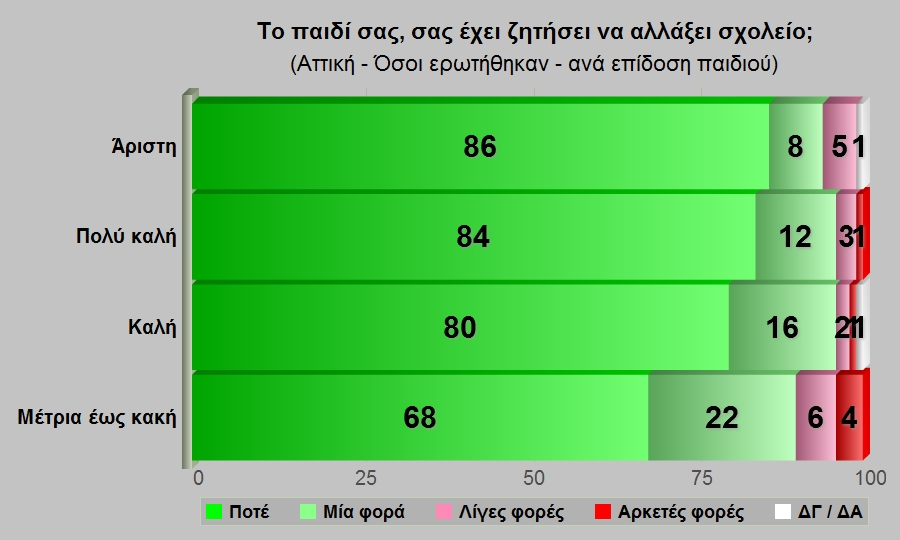 Το παιδί σας, σας έχει ζητήσει να αλλάξει σχολείο;
(Αττική - Όσοι ερωτήθηκαν - ανά επίδοση παιδιού)
Άριστη 86 8 5 1
Πολύ καλή 84 12 3 1
Καλή 80 16 2 1 1
Μέτρια έως κακή 68 22 6 4
0 25 50 75 100
Ποτέ Μία φορά Λίγες φορές Αρκετές φορές ΔΓ / ΔΑ